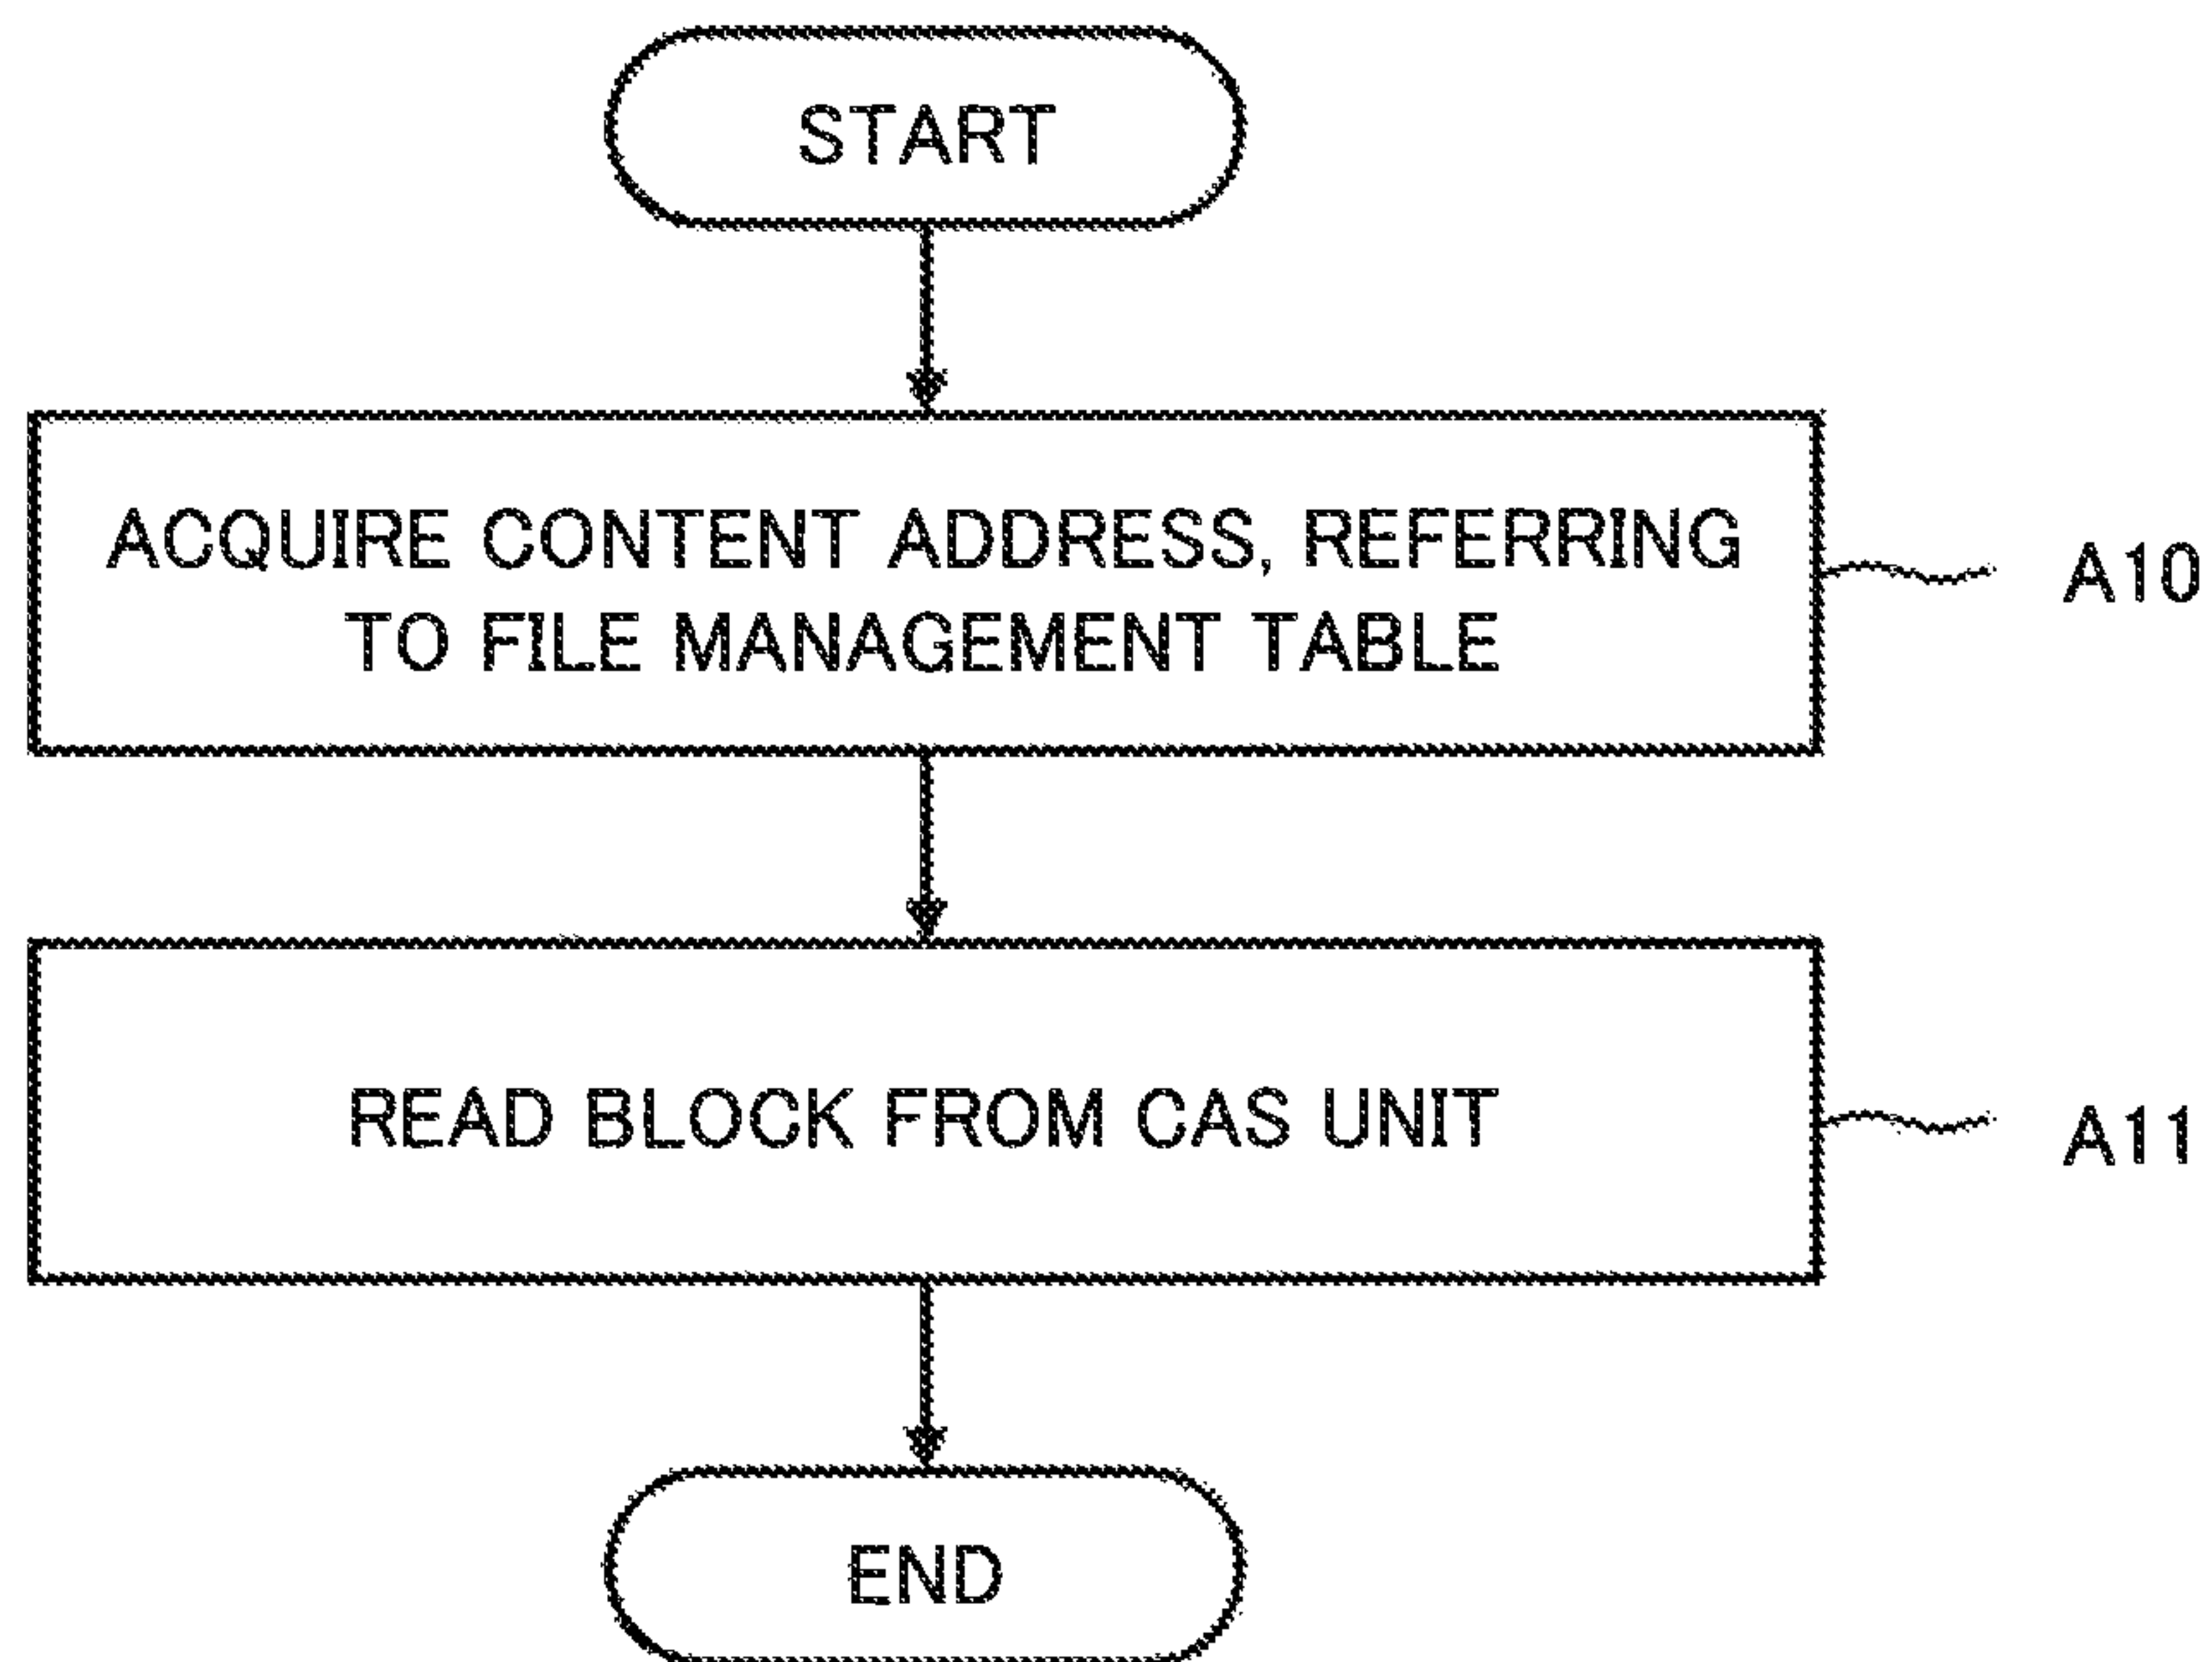 START
ACQUIRE CONTENT ADDRESS, REFERRING
TO FILE MANAGEMENT TABLE
A10
READ BLOCK FROM CAS UNIT
A11
END